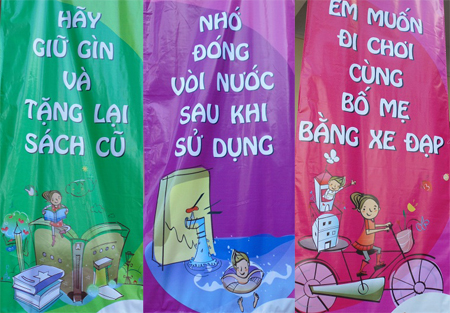 HÃY
GIỮ GÌN
VÀ
TẶNG LẠI
SÁCH CŨ
NHỚ
ĐÓNG
VÒI NƯỚC
SAU KHI
SỬ DỤNG
EM MUỐN
ĐI CHƠI
CÙNG
BỐ MẸ
BẰNG XE ĐẠP